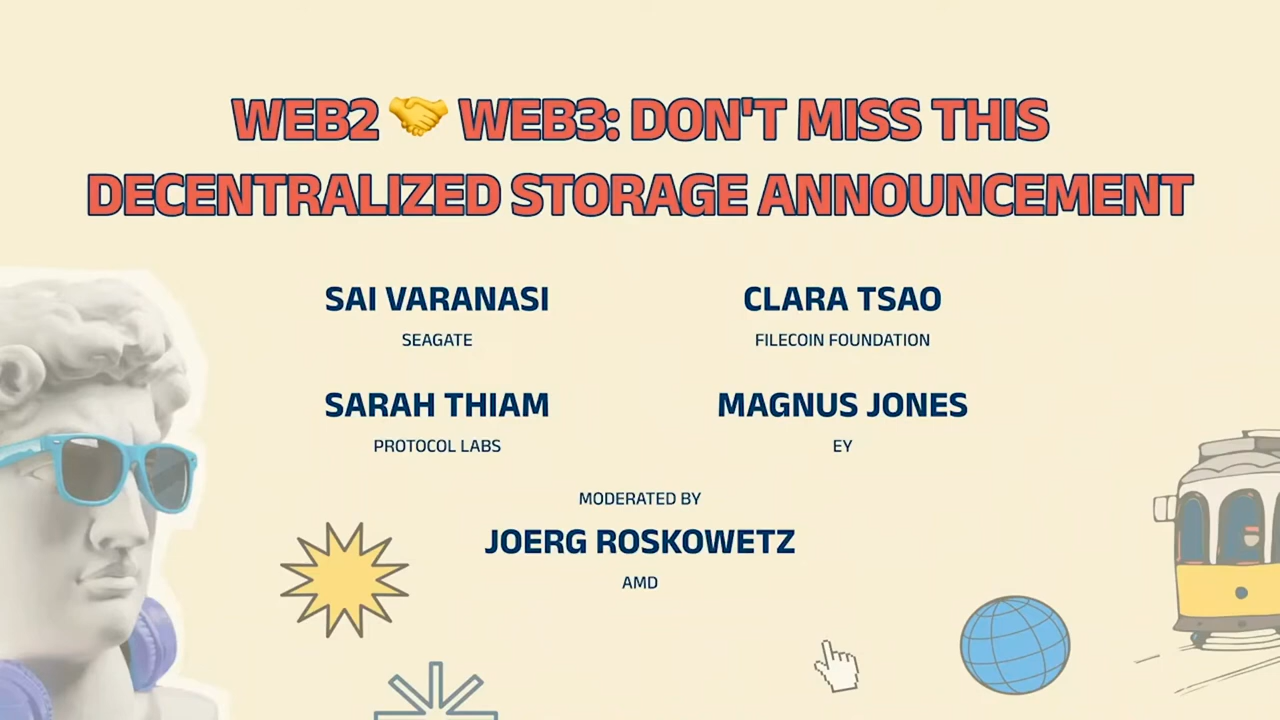 WEB2 🤝 WEB3: DON'T MISS THIS
DECENTRALIZED STORAGE ANNOUNCEMENT
SAI VARANASI
SEAGATE
CLARA TSAO
FILECOIN FOUNDATION
SARAH THIAM
PROTOCOL LABS
MAGNUS JONES
EY
MODERATED BY
JOERG ROSKOWETZ
AMD